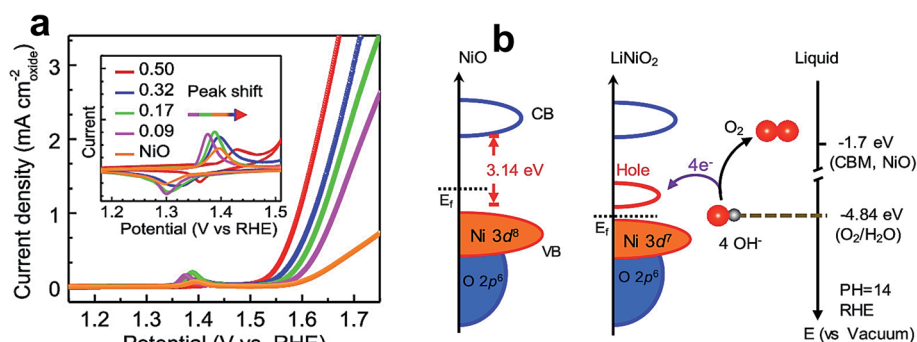 a
Current density (mA cm⁻²oxide)
3
2
1
0
1.2 1.3 1.4 1.5 1.6 1.7
Potential (V vs. RHE)
Current
0.50
0.32
0.17
0.09
NiO
Peak shift
1.2 1.3 1.4 1.5
Potential (V vs RHE)
b
NiO
CB
3.14 eV
Ef
Ni 3d⁸
VB
O 2p⁶
LiNiO₂
Hole
4e⁻
Ef
Ni 3d⁷
O 2p⁶
O₂
4 OH⁻
Liquid
-1.7 eV
(CBM, NiO)
-4.84 eV
(O₂/H₂O)
PH=14
RHE
E (vs Vacuum)